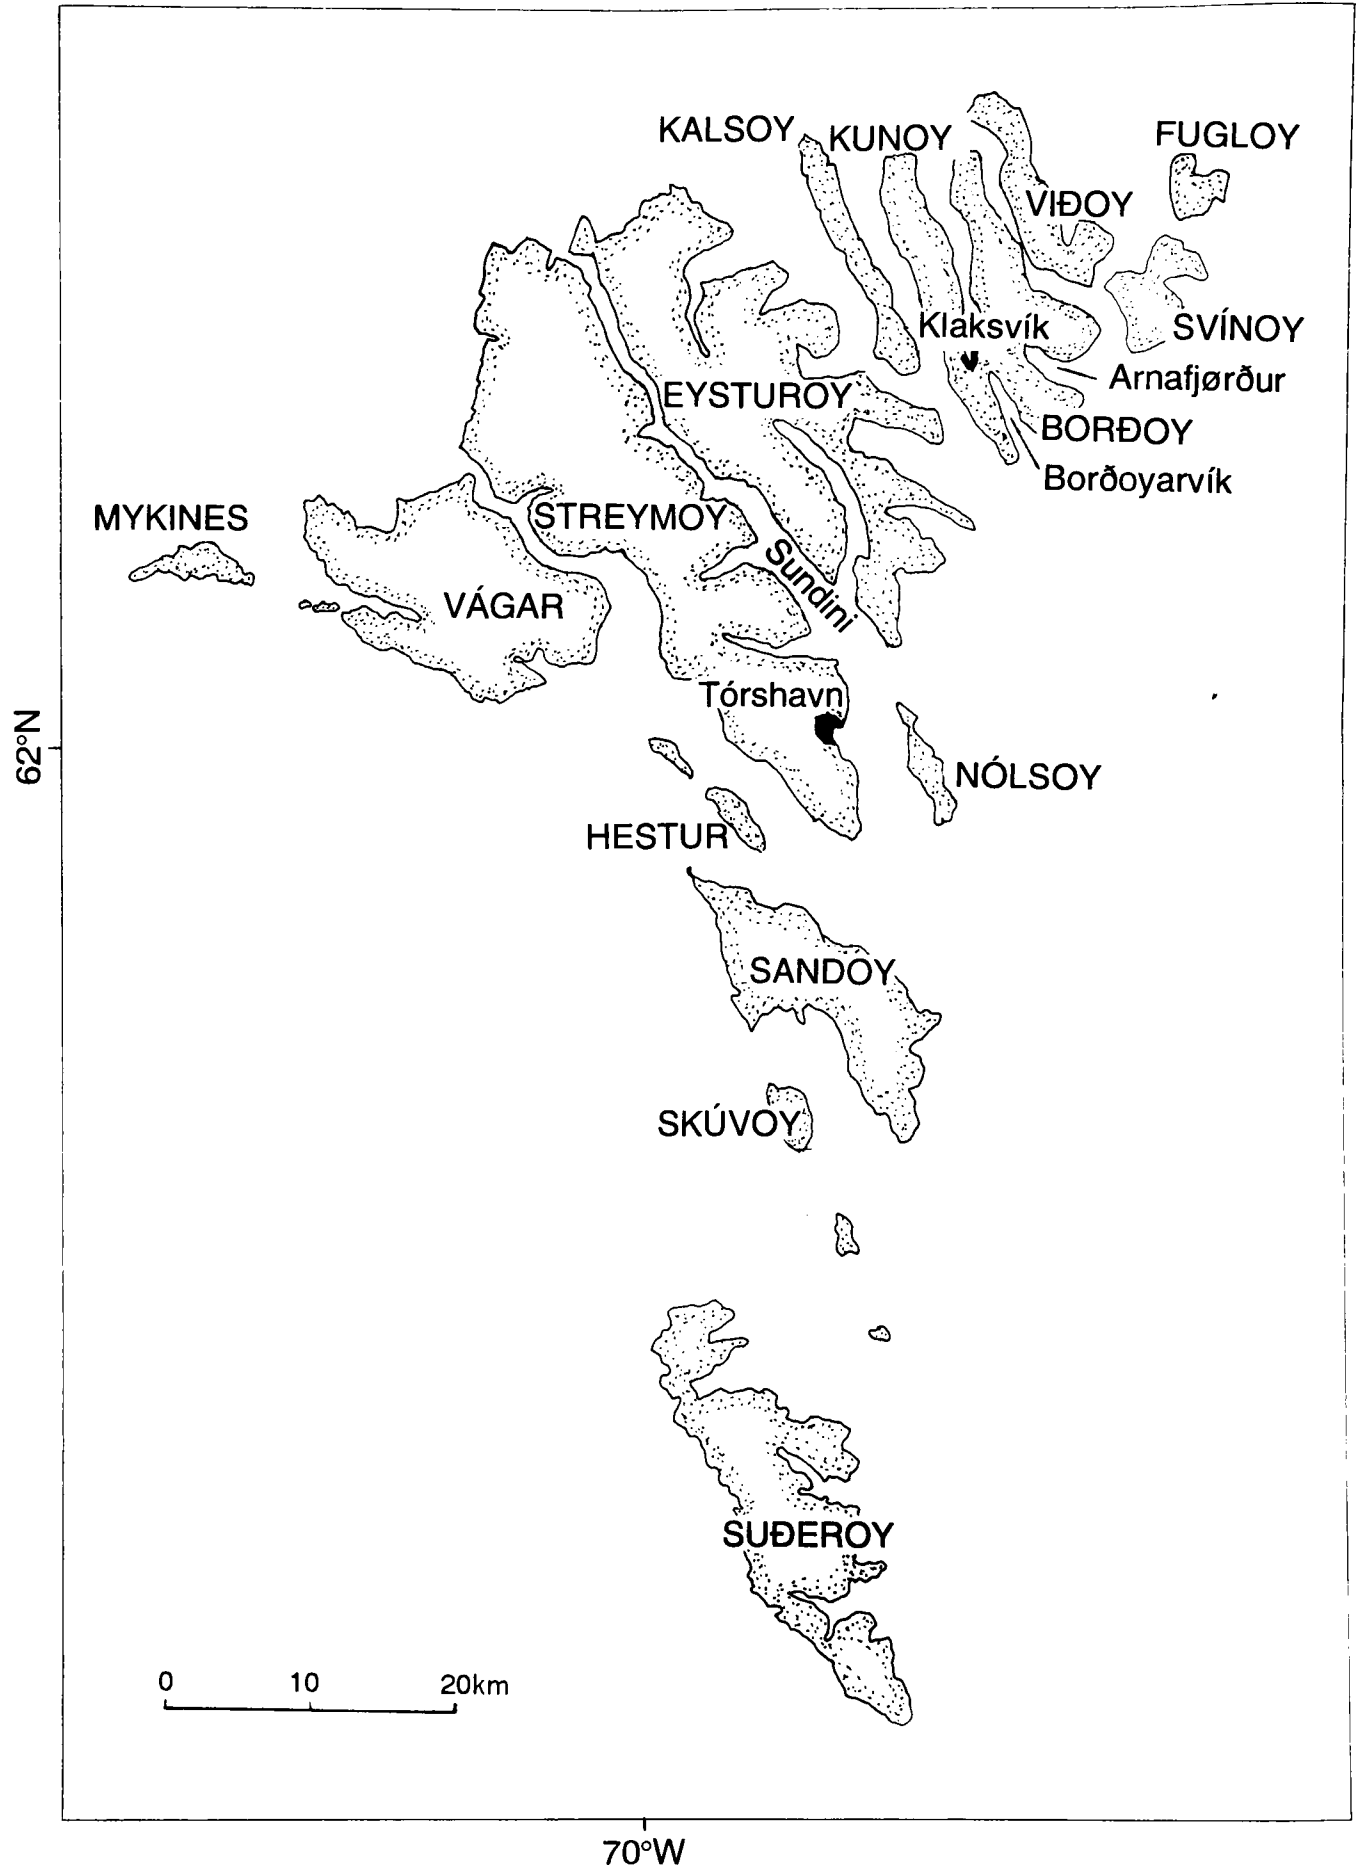 KALSOY
KUNOY
FUGLOY
VIÐOY
SVÍNOY
Klaksvík
Arnafjørður
EYSTUROY
BORÐOY
Borðoyarvík
MYKINES
STREYMOY
Sundini
VÁGAR
Tórshavn
62°N
NÓLSOY
HESTUR
SANDOY
SKÚVOY
SUÐEROY
0 10 20km
70°W